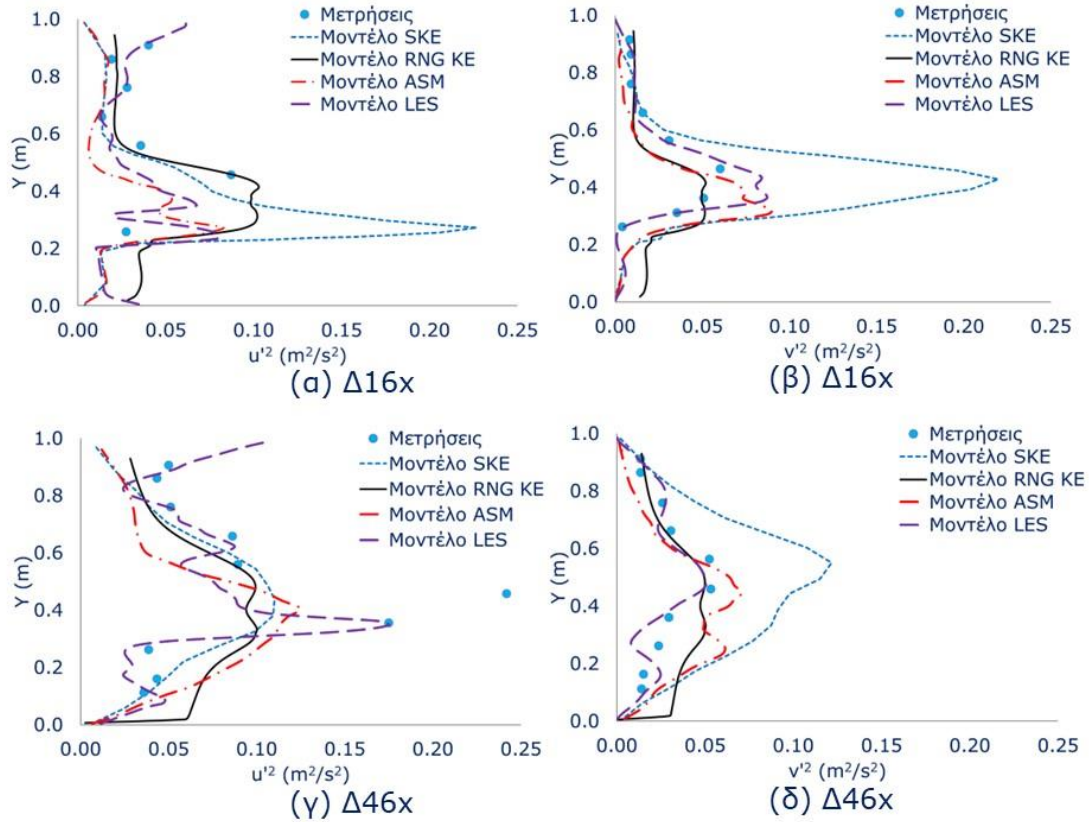 1.0
0.8
0.6
0.4
0.2
0.0
Y (m)
Μετρήσεις
Μοντέλο SKE
Μοντέλο RNG KE
Μοντέλο ASM
Μοντέλο LES
0.00 0.05 0.10 0.15 0.20 0.25
u'² (m²/s²)
(α) Δ16x
1.0
0.8
0.6
0.4
0.2
0.0
Y (m)
Μετρήσεις
Μοντέλο SKE
Μοντέλο RNG KE
Μοντέλο ASM
Μοντέλο LES
0.00 0.05 0.10 0.15 0.20 0.25
v'² (m²/s²)
(β) Δ16x
1.0
0.8
0.6
0.4
0.2
0.0
Y (m)
Μετρήσεις
Μοντέλο SKE
Μοντέλο RNG KE
Μοντέλο ASM
Μοντέλο LES
0.00 0.05 0.10 0.15 0.20 0.25
u'² (m²/s²)
(γ) Δ46x
1.0
0.8
0.6
0.4
0.2
0.0
Y (m)
Μετρήσεις
Μοντέλο SKE
Μοντέλο RNG KE
Μοντέλο ASM
Μοντέλο LES
0.00 0.05 0.10 0.15 0.20 0.25
v'² (m²/s²)
(δ) Δ46x